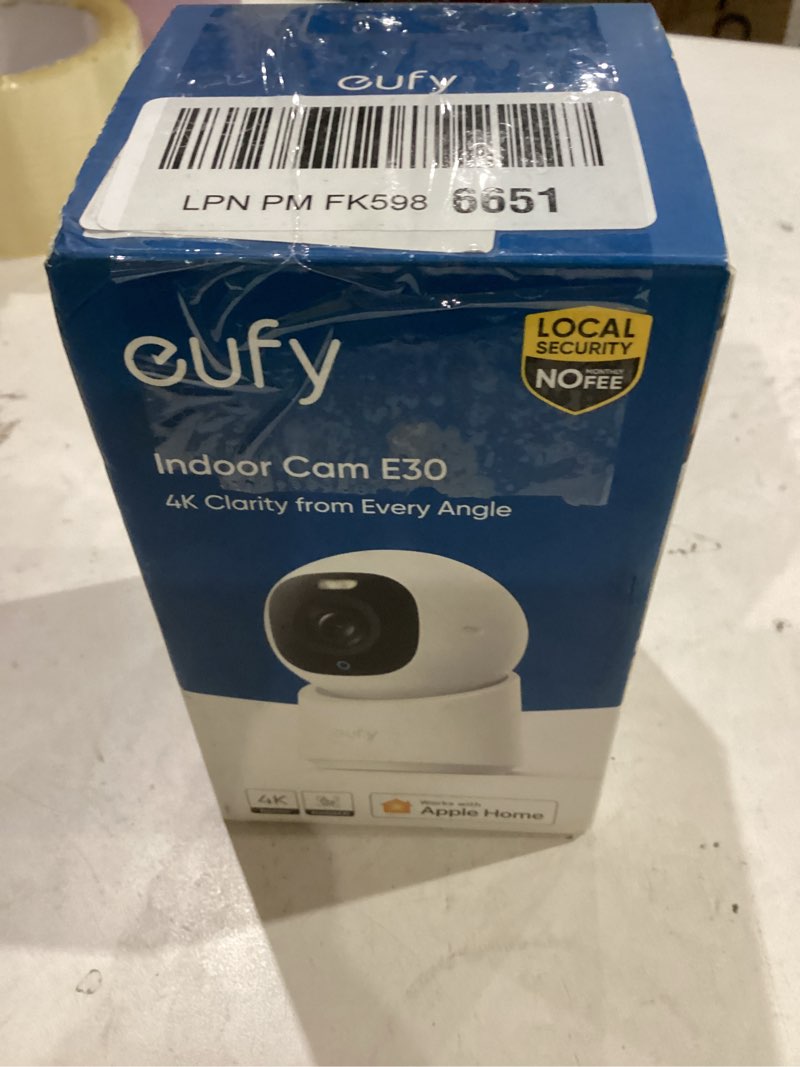 eufy
LPN PM FK598 6651
eufy
LOCAL
SECURITY
NO MONTHLY FEE
Indoor Cam E30
4K Clarity from Every Angle
eufy
4K
Works with
Apple Home